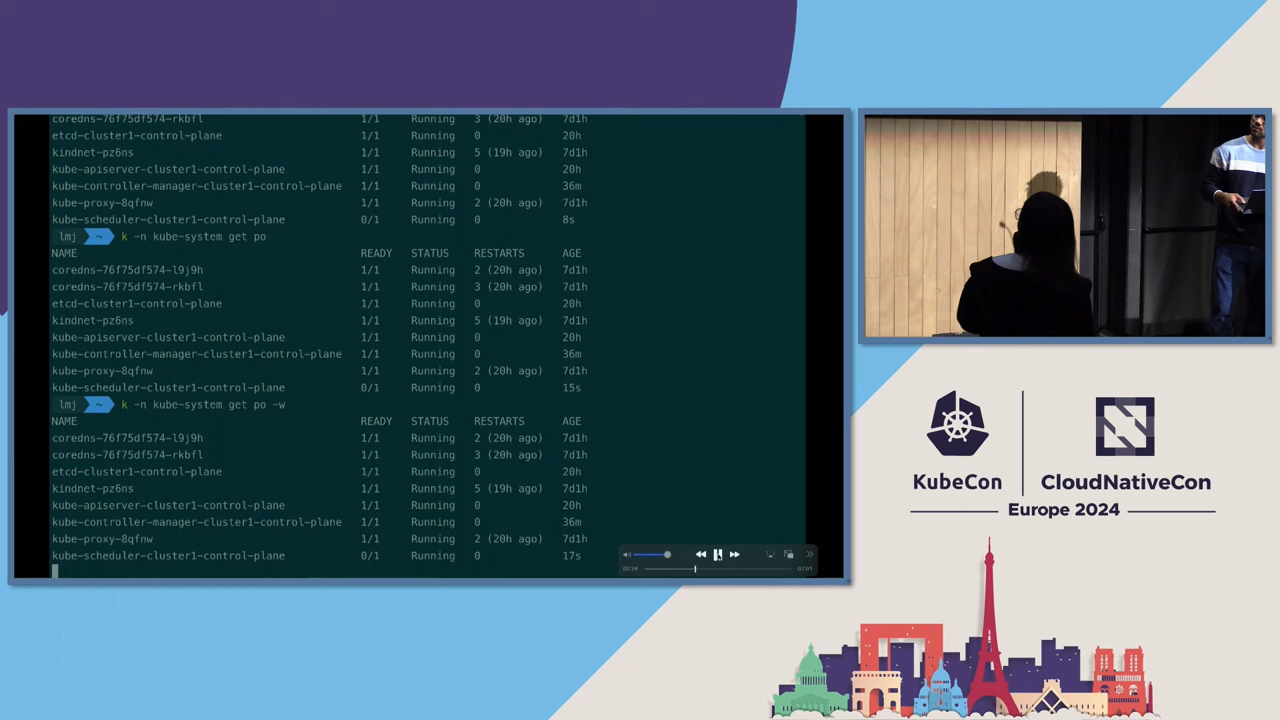 coredns-76f75df574-rkbfl 1/1 Running 3 (20h ago) 7d1h
etcd-cluster1-control-plane 1/1 Running 0 20h
kindnet-pz6ns 1/1 Running 5 (19h ago) 7d1h
kube-apiserver-cluster1-control-plane 1/1 Running 0 20h
kube-controller-manager-cluster1-control-plane 1/1 Running 0 36m
kube-proxy-8qfnw 1/1 Running 2 (20h ago) 7d1h
kube-scheduler-cluster1-control-plane 0/1 Running 0 8s
lmj ~ k -n kube-system get po
NAME READY STATUS RESTARTS AGE
coredns-76f75df574-l9j9h 1/1 Running 2 (20h ago) 7d1h
coredns-76f75df574-rkbfl 1/1 Running 3 (20h ago) 7d1h
etcd-cluster1-control-plane 1/1 Running 0 20h
kindnet-pz6ns 1/1 Running 5 (19h ago) 7d1h
kube-apiserver-cluster1-control-plane 1/1 Running 0 20h
kube-controller-manager-cluster1-control-plane 1/1 Running 0 36m
kube-proxy-8qfnw 1/1 Running 2 (20h ago) 7d1h
kube-scheduler-cluster1-control-plane 0/1 Running 0 15s
lmj ~ k -n kube-system get po -w
NAME READY STATUS RESTARTS AGE
coredns-76f75df574-l9j9h 1/1 Running 2 (20h ago) 7d1h
coredns-76f75df574-rkbfl 1/1 Running 3 (20h ago) 7d1h
etcd-cluster1-control-plane 1/1 Running 0 20h
kindnet-pz6ns 1/1 Running 5 (19h ago) 7d1h
kube-apiserver-cluster1-control-plane 1/1 Running 0 20h
kube-controller-manager-cluster1-control-plane 1/1 Running 0 36m
kube-proxy-8qfnw 1/1 Running 2 (20h ago) 7d1h
kube-scheduler-cluster1-control-plane 0/1 Running 0 17s
KubeCon
CloudNativeCon
Europe 2024